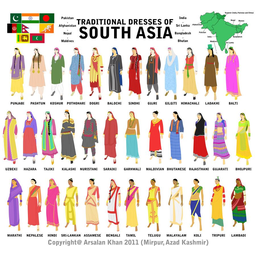 TRADITIONAL DRESSES OF
SOUTH ASIA
Pakistan
Afghanistan
Nepal
Maldives
India
Sri Lanka
Bangladesh
Bhutan
PUNJABI PASHTUN KASHUR POTHOHARI DOGRI BALOCHI SINDHI GUJRI GILGITI HIMACHALI LADAKHI BALTI
UZBEKI HAZARA TAJIKI KALASHI NURISTANI SARAIKI GARHWALI MALDIVIAN BHUTANESE RAJASTHANI GUJARATI BHOJPURI
MARATHI NEPALESE HINDI SRI-LANKAN ASSAMESE BENGALI TAMIL TELUGU MALAYALAM KOLI TRIPURI LAMBADI
Copyright@ Arsalan Khan 2011 (Mirpur,Azad Kashmir)